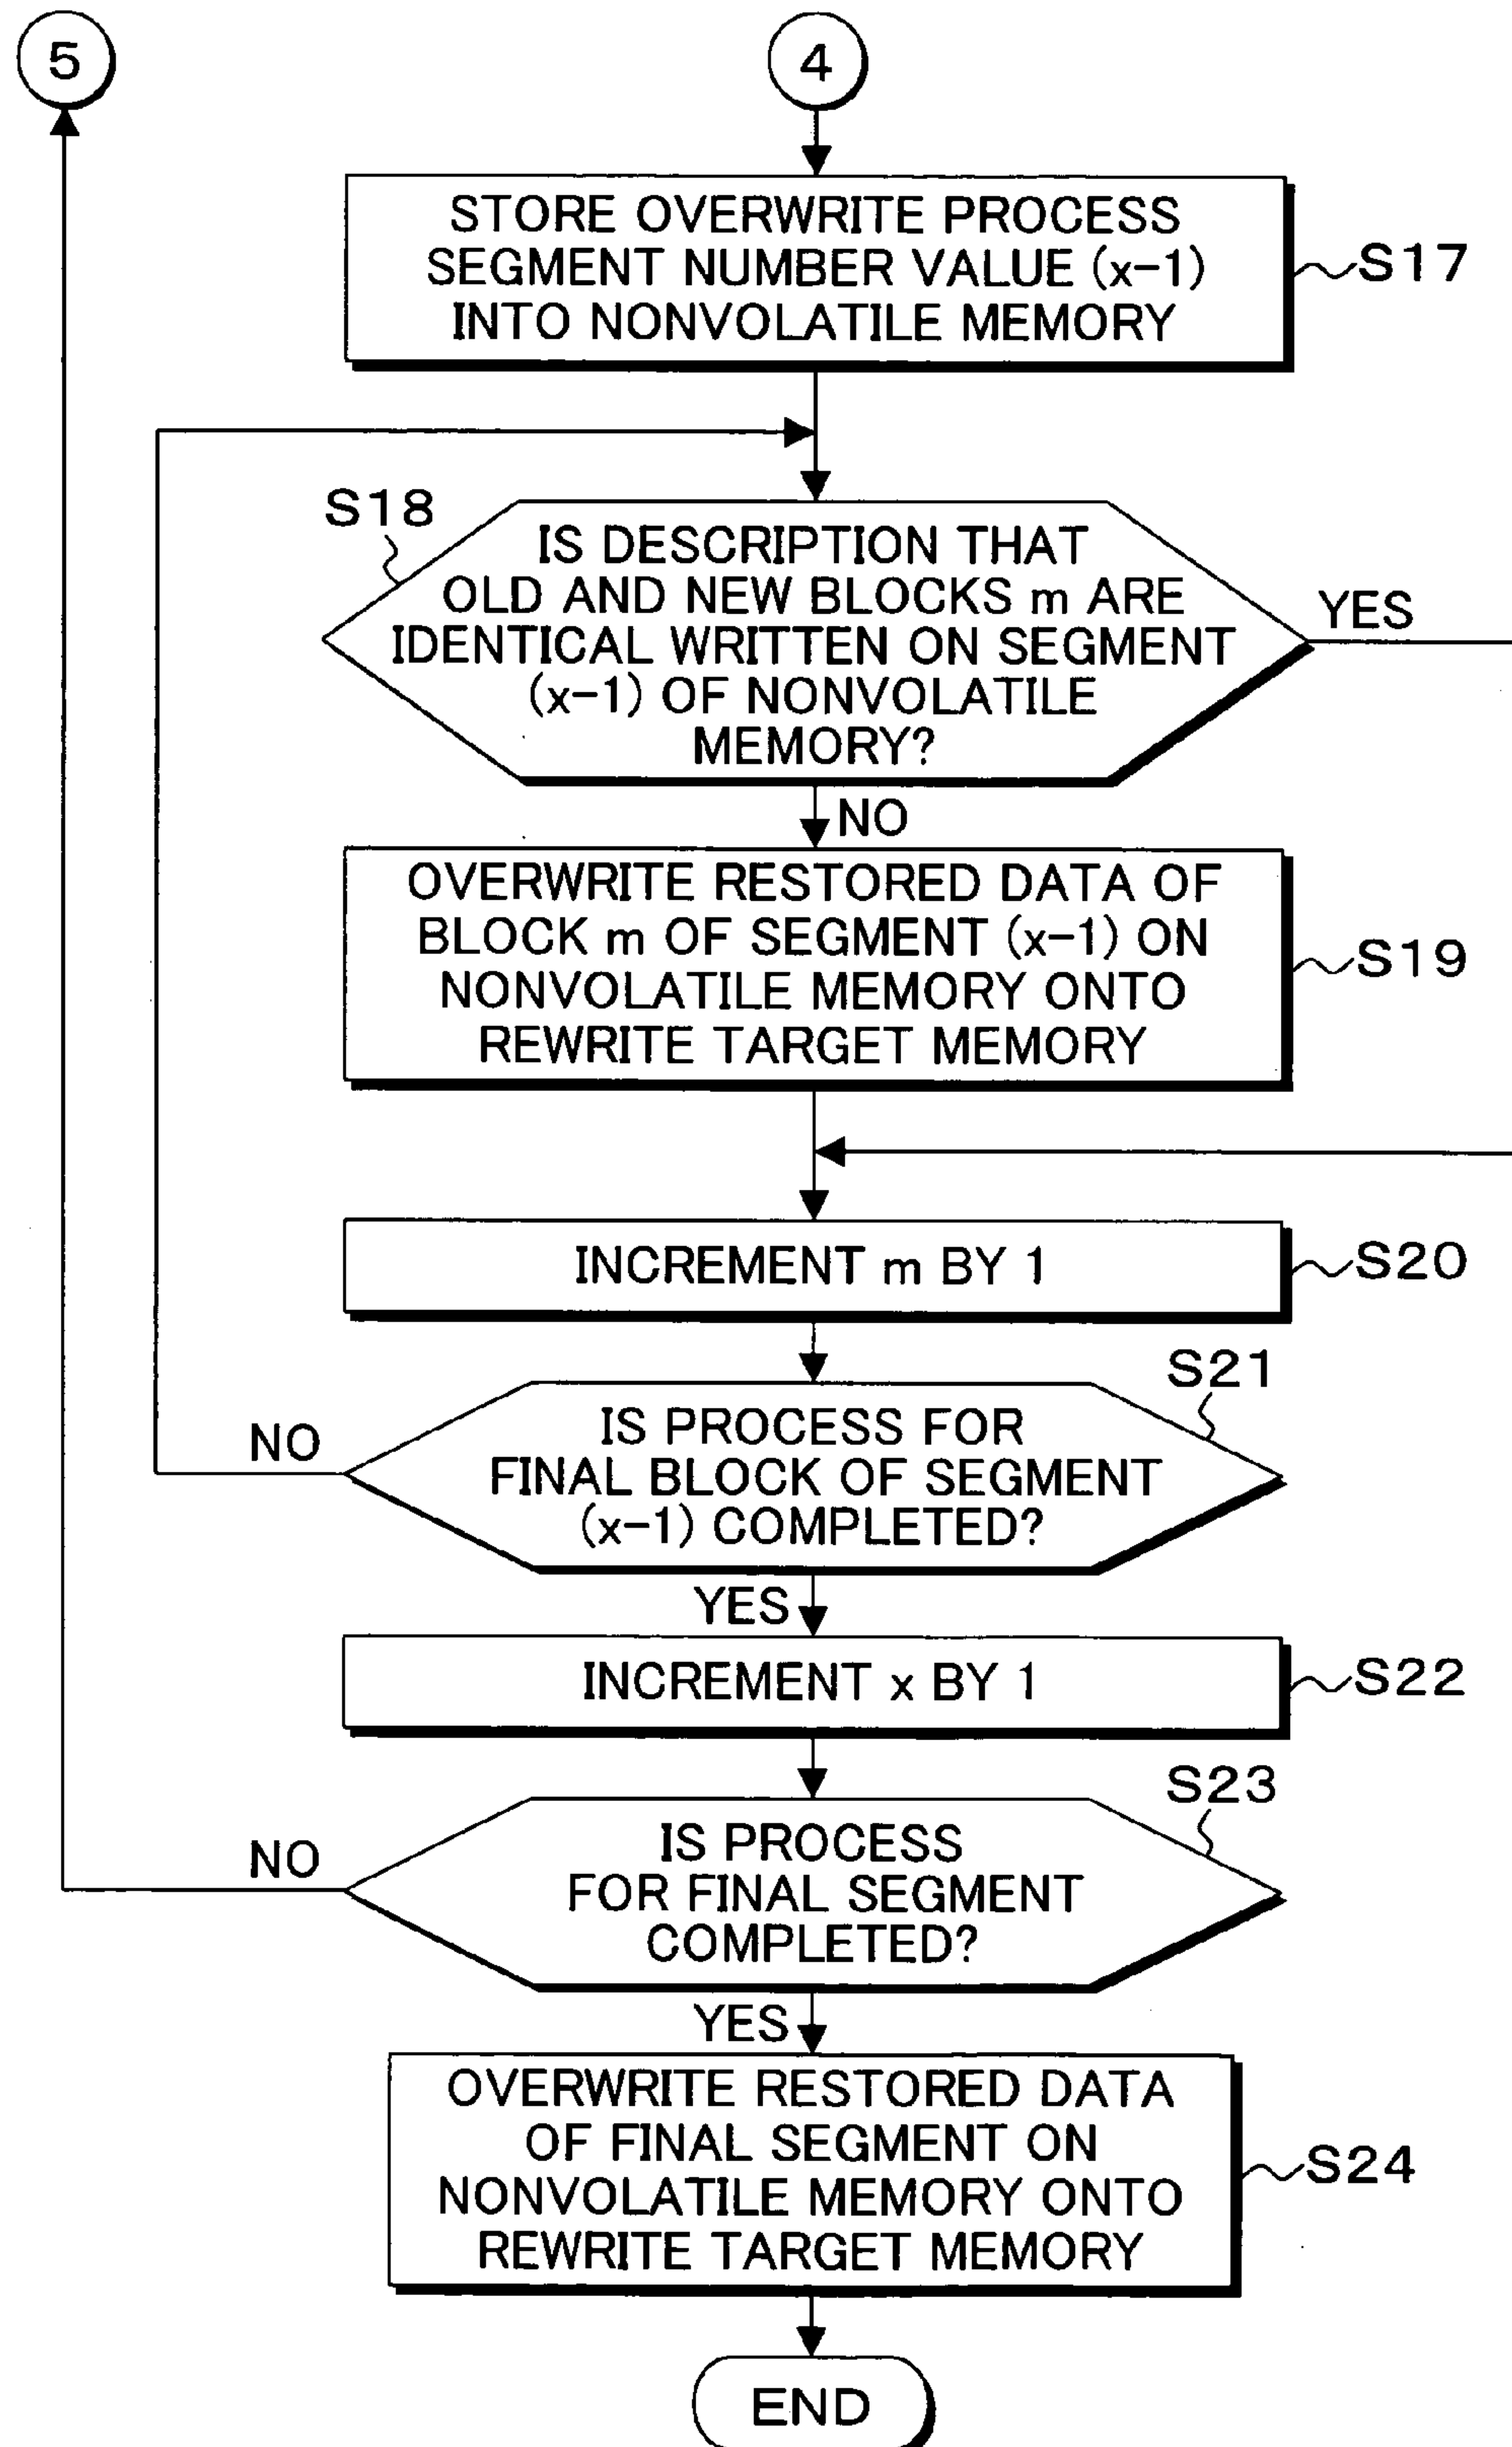 5
4
STORE OVERWRITE PROCESS
SEGMENT NUMBER VALUE (x-1)
INTO NONVOLATILE MEMORY
S17
S18
IS DESCRIPTION THAT
OLD AND NEW BLOCKS m ARE
IDENTICAL WRITTEN ON SEGMENT
(x-1) OF NONVOLATILE
MEMORY?
YES
NO
OVERWRITE RESTORED DATA OF
BLOCK m OF SEGMENT (x-1) ON
NONVOLATILE MEMORY ONTO
REWRITE TARGET MEMORY
S19
INCREMENT m BY 1
S20
S21
IS PROCESS FOR
FINAL BLOCK OF SEGMENT
(x-1) COMPLETED?
NO
YES
INCREMENT x BY 1
S22
S23
IS PROCESS
FOR FINAL SEGMENT
COMPLETED?
NO
YES
OVERWRITE RESTORED DATA
OF FINAL SEGMENT ON
NONVOLATILE MEMORY ONTO
REWRITE TARGET MEMORY
S24
END